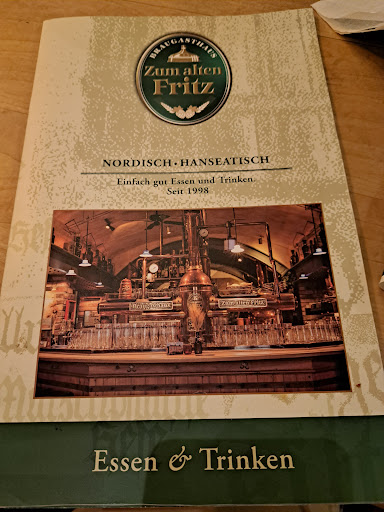 BRAUGASTHAUS
Zum alten
Fritz
NORDISCH · HANSEATISCH
Einfach gut Essen und Trinken
Seit 1998
Essen & Trinken